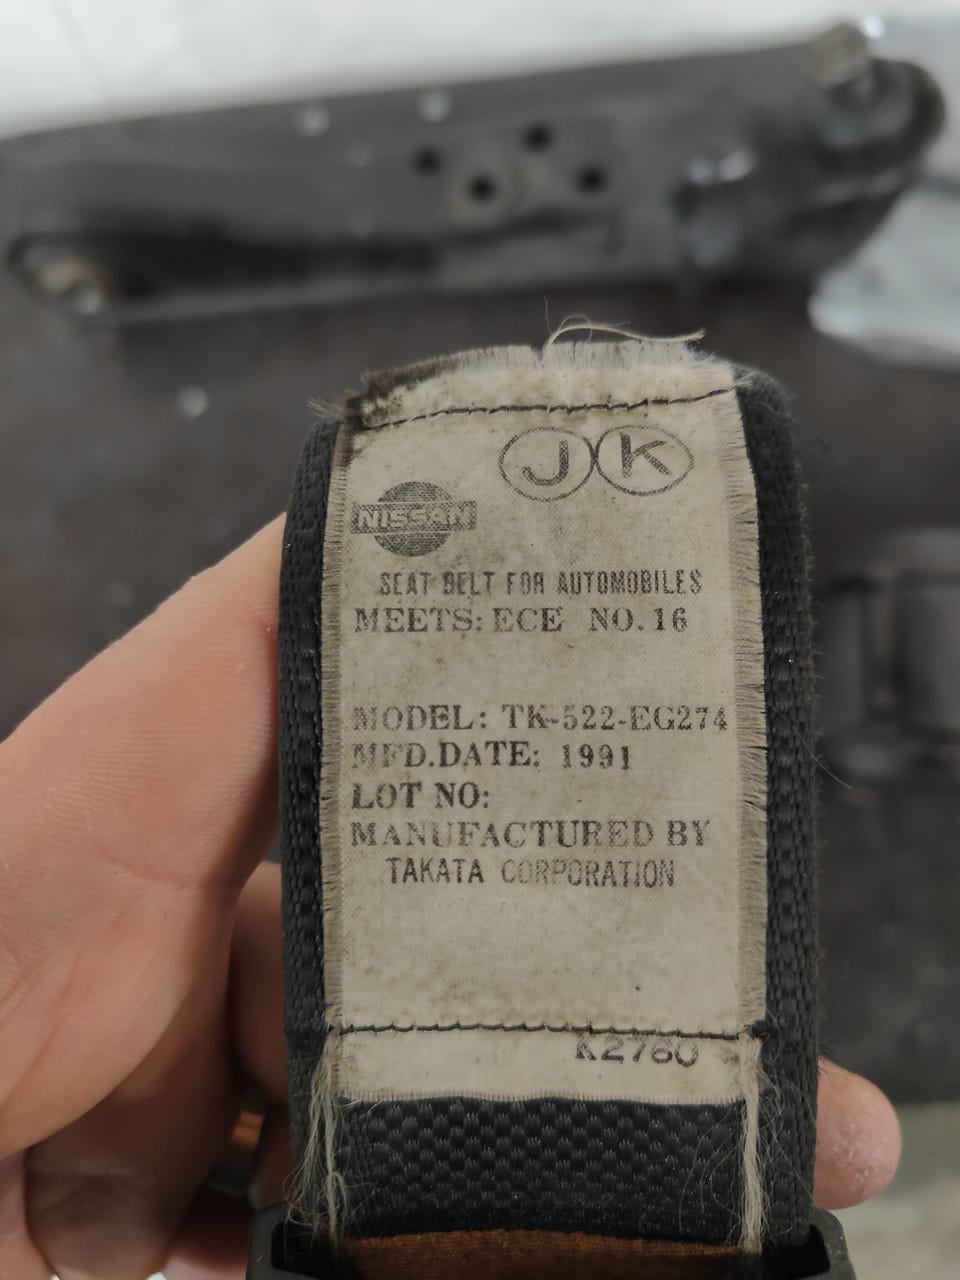 J K
NISSAN
SEAT BELT FOR AUTOMOBILES
MEETS: ECE NO. 16
MODEL: TK-522-EG274
MFD.DATE: 1991
LOT NO:
MANUFACTURED BY
TAKATA CORPORATION
K2780